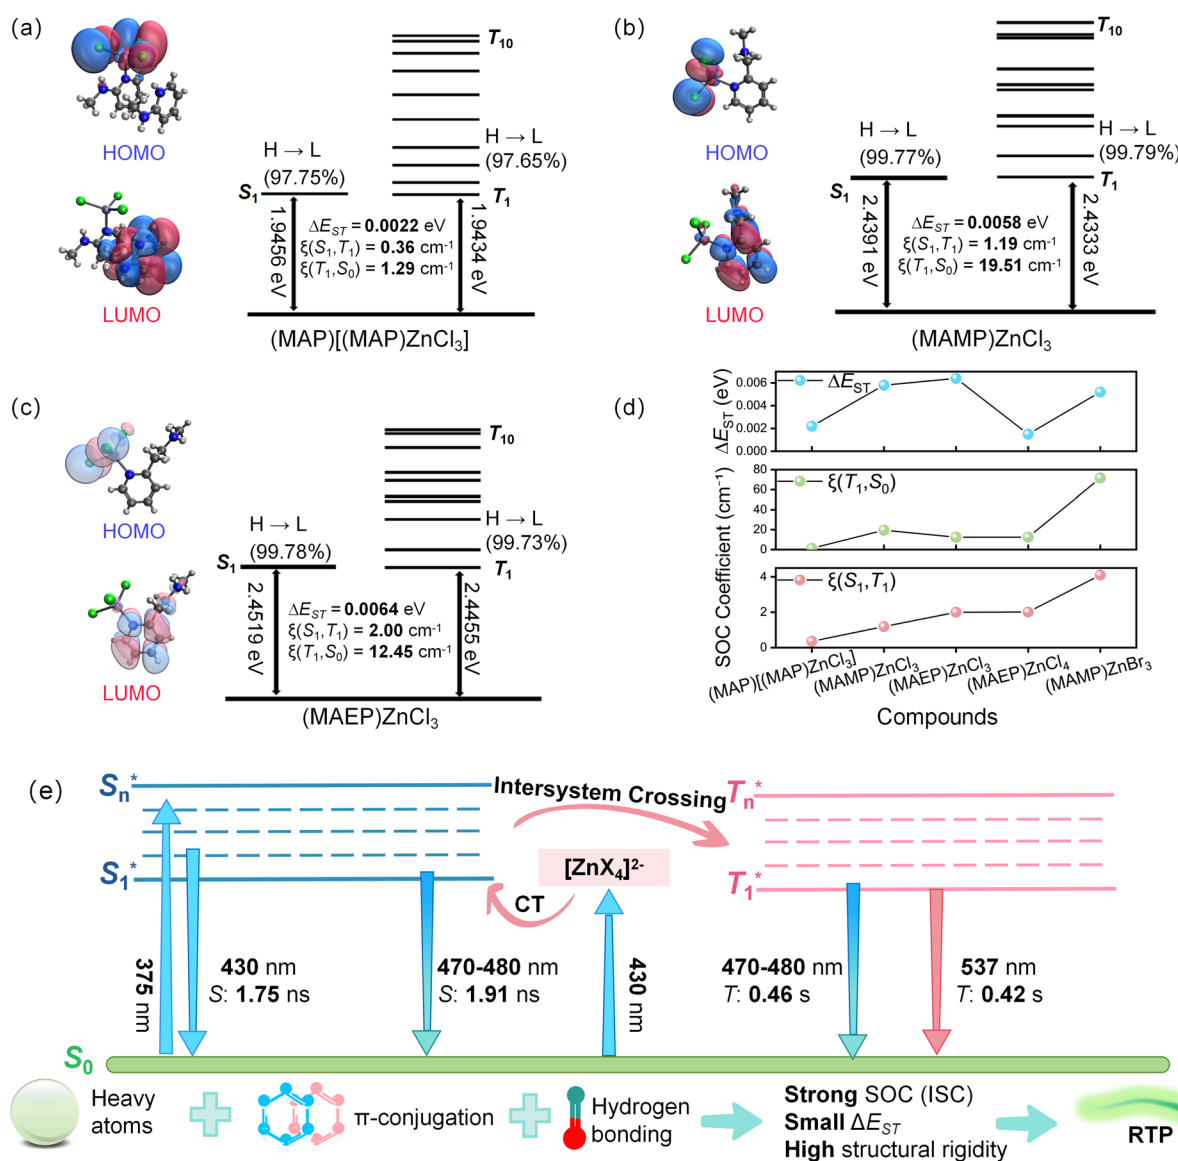 (a)
HOMO
LUMO
H → L
(97.75%)
S1
1.9456 eV
ΔE_ST = 0.0022 eV
ξ(S1,T1) = 0.36 cm⁻¹
ξ(T1,S0) = 1.29 cm⁻¹
T10
H → L
(97.65%)
T1
1.9434 eV
(MAP)[(MAP)ZnCl3]
(b)
HOMO
LUMO
H → L
(99.77%)
S1
2.4391 eV
ΔE_ST = 0.0058 eV
ξ(S1,T1) = 1.19 cm⁻¹
ξ(T1,S0) = 19.51 cm⁻¹
T10
H → L
(99.79%)
T1
2.4333 eV
(MAMP)ZnCl3
(c)
HOMO
LUMO
H → L
(99.78%)
S1
2.4519 eV
ΔE_ST = 0.0064 eV
ξ(S1,T1) = 2.00 cm⁻¹
ξ(T1,S0) = 12.45 cm⁻¹
T10
H → L
(99.73%)
T1
2.4455 eV
(MAEP)ZnCl3
(d)
ΔE_ST (eV)
0.006
0.004
0.002
0.000
ΔE_ST
SOC Coefficient (cm⁻¹)
80
60
40
20
0
ξ(T1,S0)
4
2
0
ξ(S1,T1)
(MAP)[(MAP)ZnCl3]
(MAMP)ZnCl3
(MAEP)ZnCl3
(MAEP)ZnCl4
(MAMP)ZnBr3
Compounds
(e)
Sn*
S1*
Intersystem Crossing
Tn*
T1*
[ZnX4]²⁻
CT
375 nm
430 nm
S: 1.75 ns
470-480 nm
S: 1.91 ns
430 nm
470-480 nm
T: 0.46 s
537 nm
T: 0.42 s
S0
Heavy
atoms
π-conjugation
Hydrogen
bonding
Strong SOC (ISC)
Small ΔE_ST
High structural rigidity
RTP